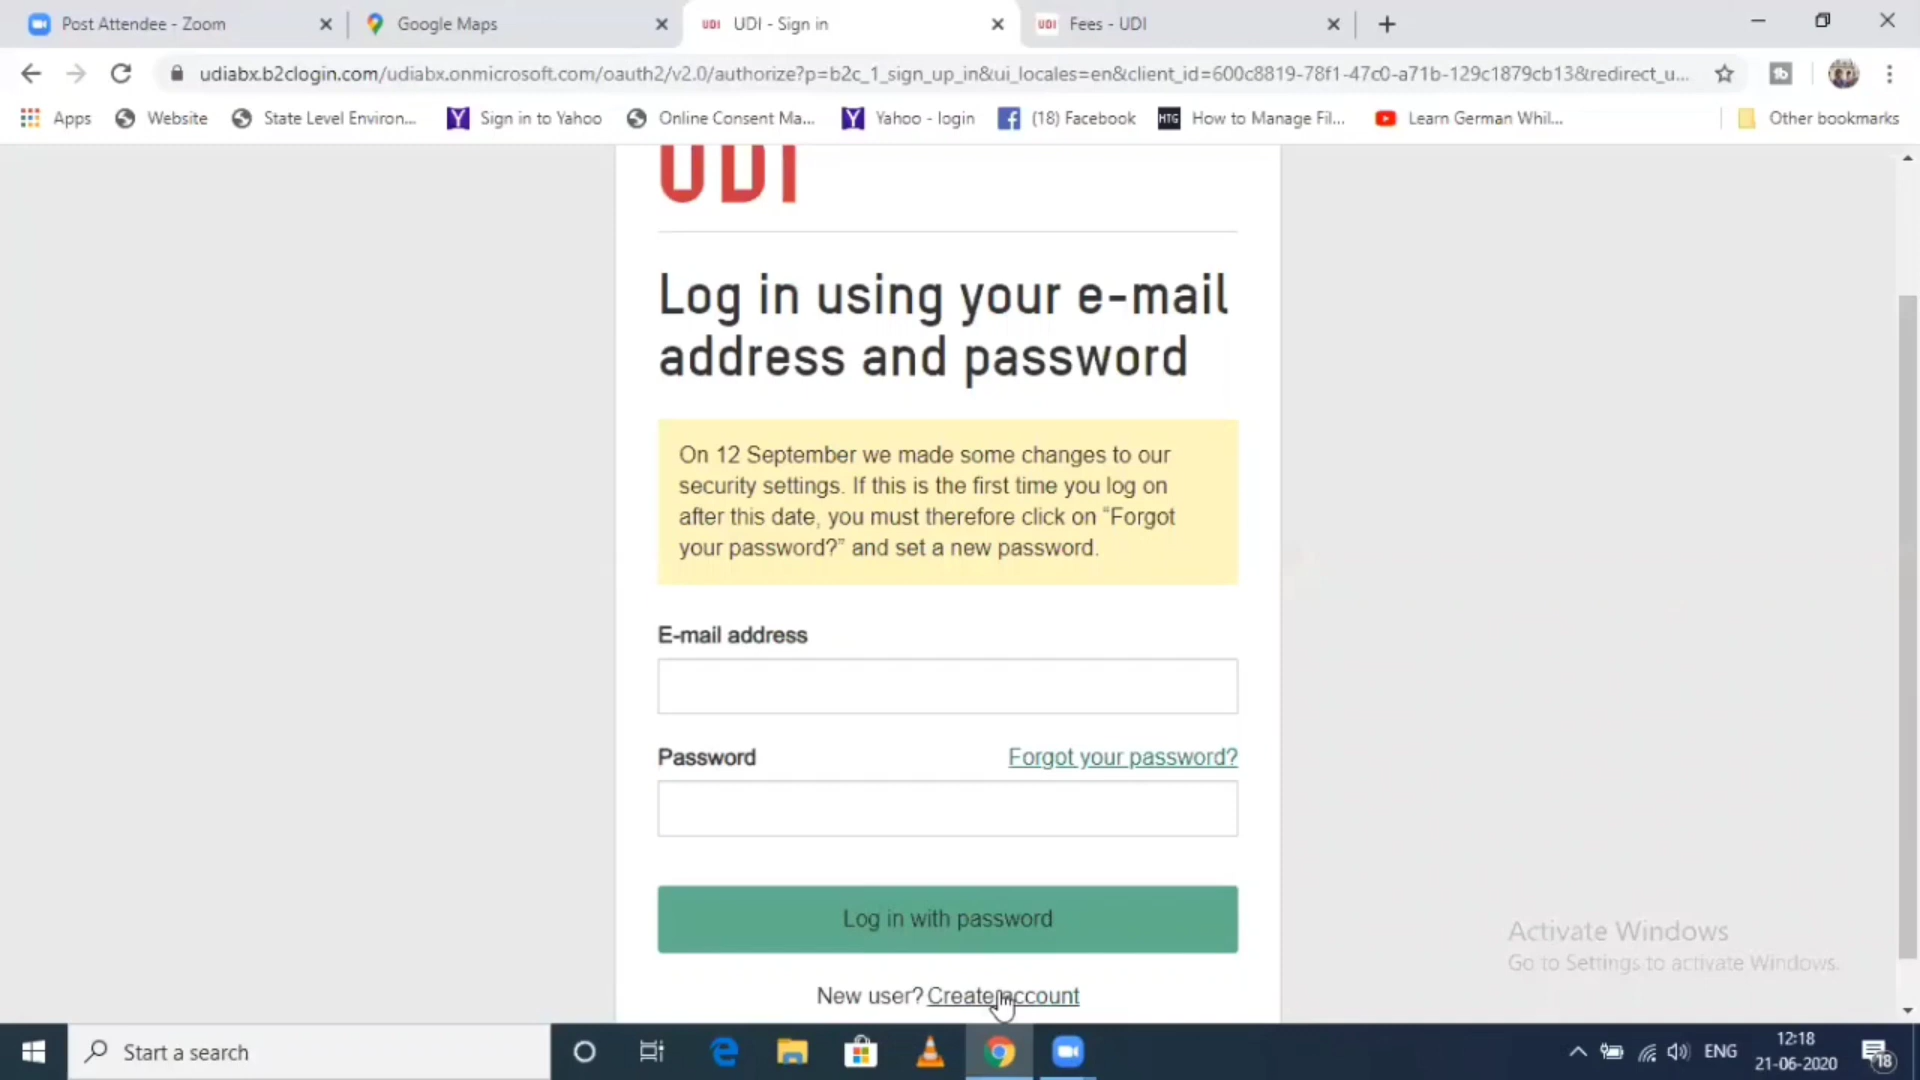 Post Attendee - Zoom
Google Maps
UDI UDI - Sign in
UDI Fees - UDI
udiabx.b2clogin.com/udiabx.onmicrosoft.com/oauth2/v2.0/authorize?p=b2c_1_sign_up_in&ui_locales=en&client_id=600c8819-78f1-47c0-a71b-129c1879cb13&redirect_u...
Apps
Website
State Level Environ...
Sign in to Yahoo
Online Consent Ma...
Yahoo - login
(18) Facebook
HTG How to Manage Fil...
Learn German Whil...
Other bookmarks
UDI
Log in using your e-mail
address and password
On 12 September we made some changes to our
security settings. If this is the first time you log on
after this date, you must therefore click on “Forgot
your password?” and set a new password.
E-mail address
Password
Forgot your password?
Log in with password
New user? Create account
Activate Windows
Go to Settings to activate Windows.
Start a search
ENG
12:18
21-06-2020
18